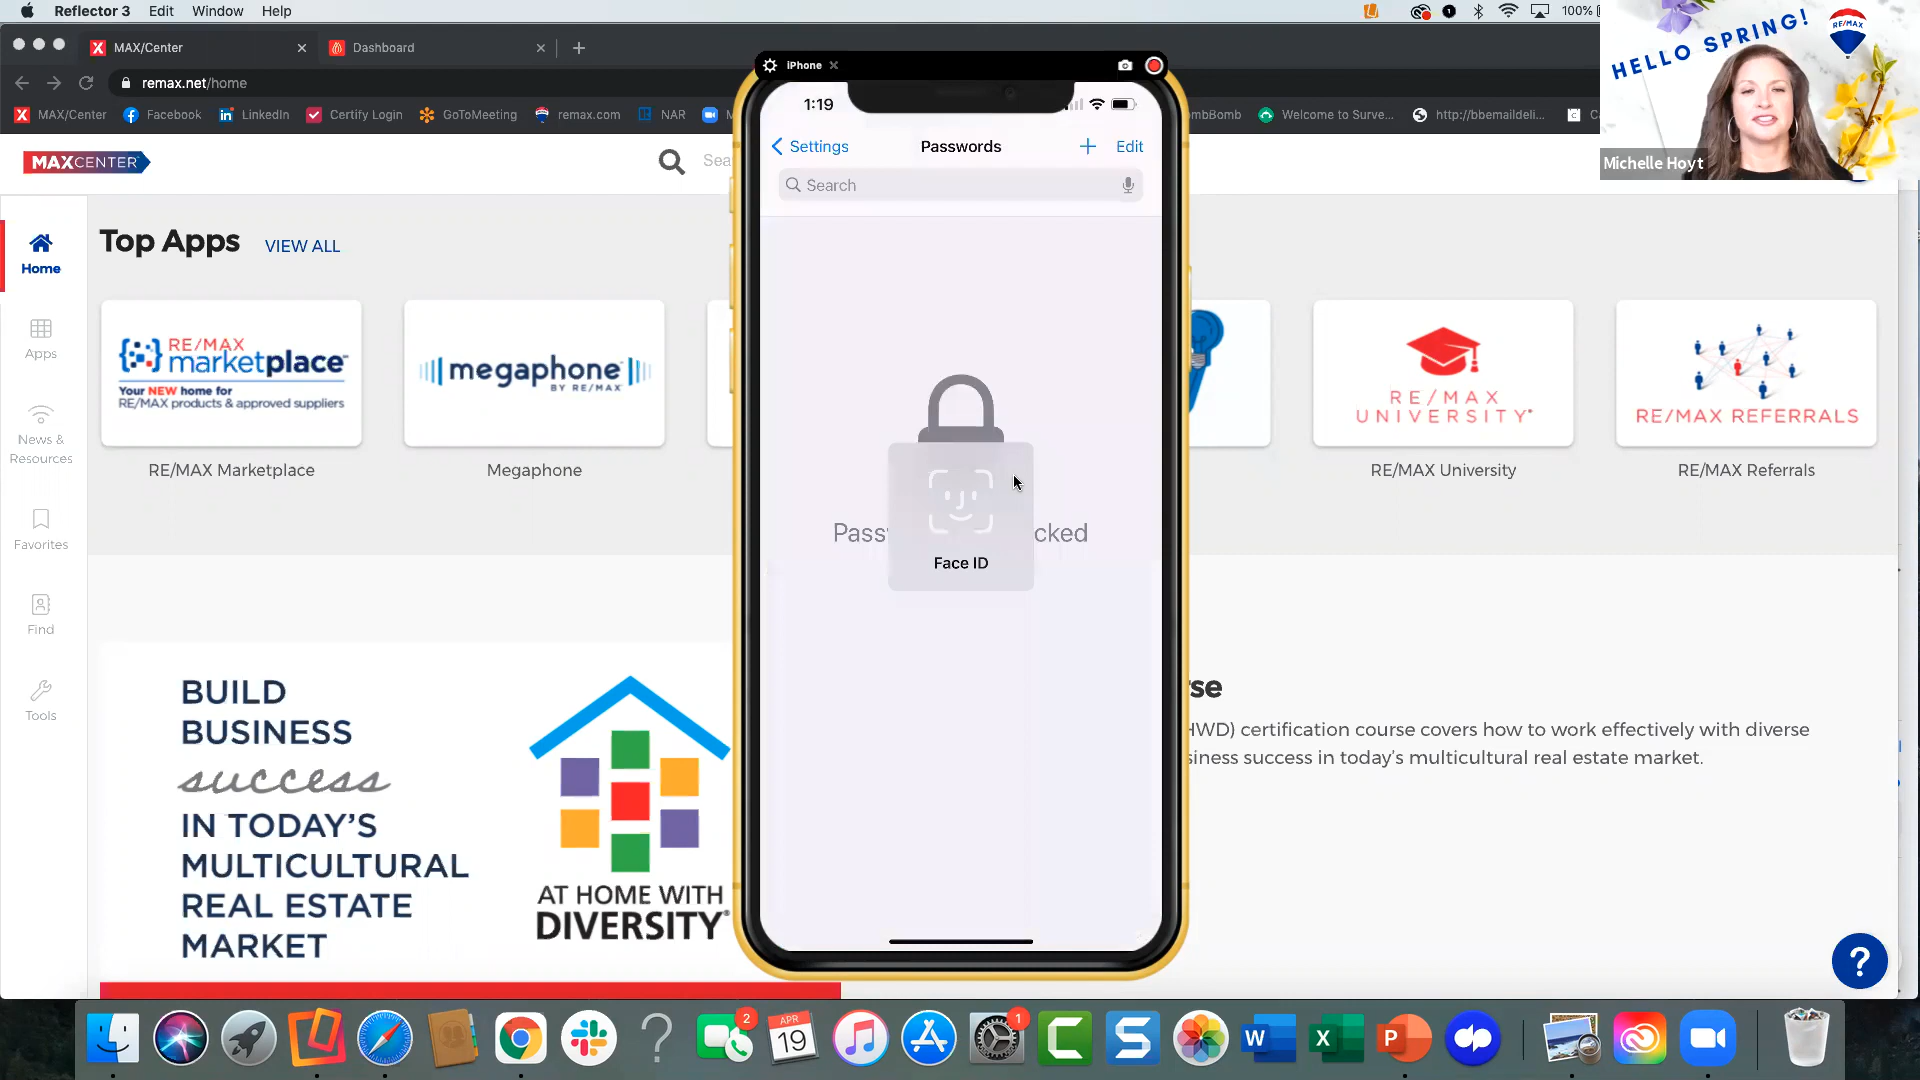 Reflector 3 Edit Window Help
100%
MAX/Center
Dashboard
remax.net/home
MAX/Center Facebook LinkedIn Certify Login GoToMeeting remax.com NAR
mbBomb Welcome to Surve... http://bbemaildeli...
MAXCENTER
Sea
Home
Apps
News &
Resources
Favorites
Find
Tools
Top Apps VIEW ALL
RE/MAX
marketplace
Your NEW home for
RE/MAX products & approved suppliers
RE/MAX Marketplace
megaphone
BY RE/MAX
Megaphone
RE/MAX
UNIVERSITY
RE/MAX University
RE/MAX REFERRALS
RE/MAX Referrals
BUILD
BUSINESS
success
IN TODAY'S
MULTICULTURAL
REAL ESTATE
MARKET
AT HOME WITH
DIVERSITY
rse
HWD) certification course covers how to work effectively with diverse
siness success in today's multicultural real estate market.
iPhone
1:19
Settings
Passwords
Edit
Search
Pass cked
Face ID
HELLO SPRING!
RE/MAX
Michelle Hoyt
?
2
APR
19
1